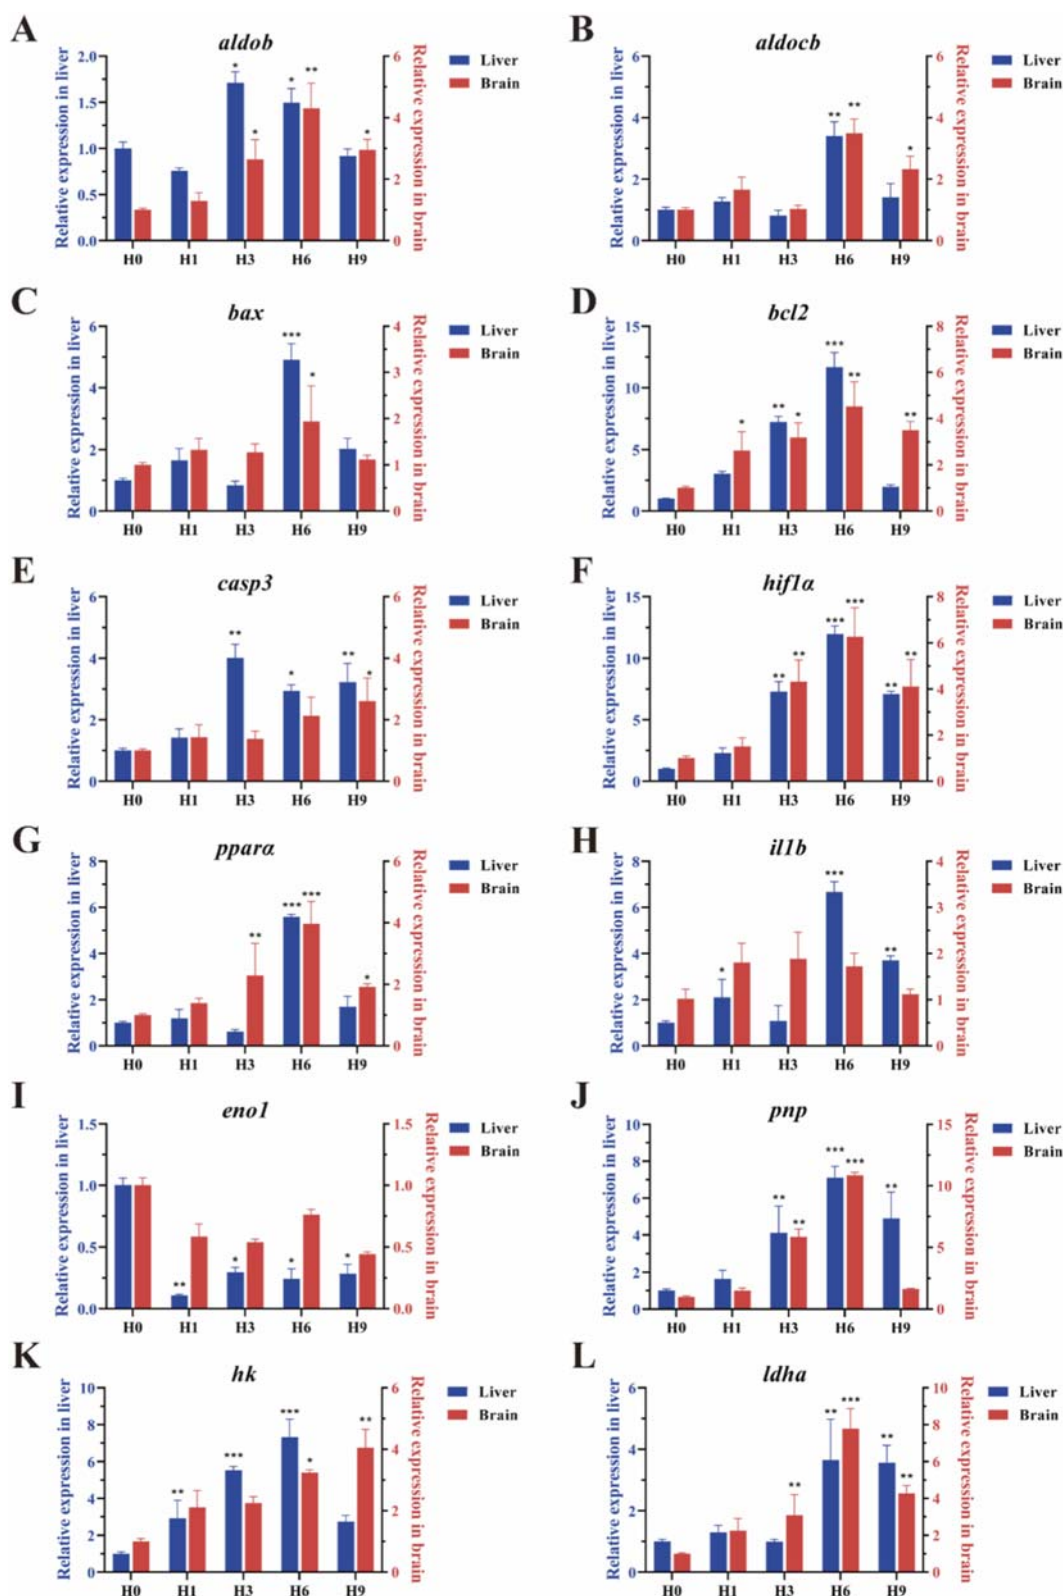 A
aldob
Relative expression in liver
2.0
1.5
1.0
0.5
0.0
* * ** * *
H0 H1 H3 H6 H9
6
4
2
0
Relative expression in brain
Liver
Brain
B
aldocb
Relative expression in liver
6
4
2
0
** ** *
H0 H1 H3 H6 H9
6
4
2
0
Relative expression in brain
Liver
Brain
C
bax
Relative expression in liver
6
4
2
0
*** *
H0 H1 H3 H6 H9
4
3
2
1
0
Relative expression in brain
Liver
Brain
D
bcl2
Relative expression in liver
15
10
5
0
* ** * *** ** **
H0 H1 H3 H6 H9
8
6
4
2
0
Relative expression in brain
Liver
Brain
E
casp3
Relative expression in liver
6
4
2
0
** * ** *
H0 H1 H3 H6 H9
6
4
2
0
Relative expression in brain
Liver
Brain
F
hif1α
Relative expression in liver
15
10
5
0
** ** *** *** ** **
H0 H1 H3 H6 H9
8
6
4
2
0
Relative expression in brain
Liver
Brain
G
pparα
Relative expression in liver
8
6
4
2
0
** *** *** *
H0 H1 H3 H6 H9
6
4
2
0
Relative expression in brain
Liver
Brain
H
il1b
Relative expression in liver
8
6
4
2
0
* *** **
H0 H1 H3 H6 H9
4
3
2
1
0
Relative expression in brain
Liver
Brain
I
eno1
Relative expression in liver
1.5
1.0
0.5
0.0
** * * *
H0 H1 H3 H6 H9
1.5
1.0
0.5
0.0
Relative expression in brain
Liver
Brain
J
pnp
Relative expression in liver
10
8
6
4
2
0
** ** *** *** **
H0 H1 H3 H6 H9
15
10
5
0
Relative expression in brain
Liver
Brain
K
hk
Relative expression in liver
10
8
6
4
2
0
** *** *** * **
H0 H1 H3 H6 H9
6
4
2
0
Relative expression in brain
Liver
Brain
L
ldha
Relative expression in liver
6
4
2
0
** ** *** ** **
H0 H1 H3 H6 H9
10
8
6
4
2
0
Relative expression in brain
Liver
Brain